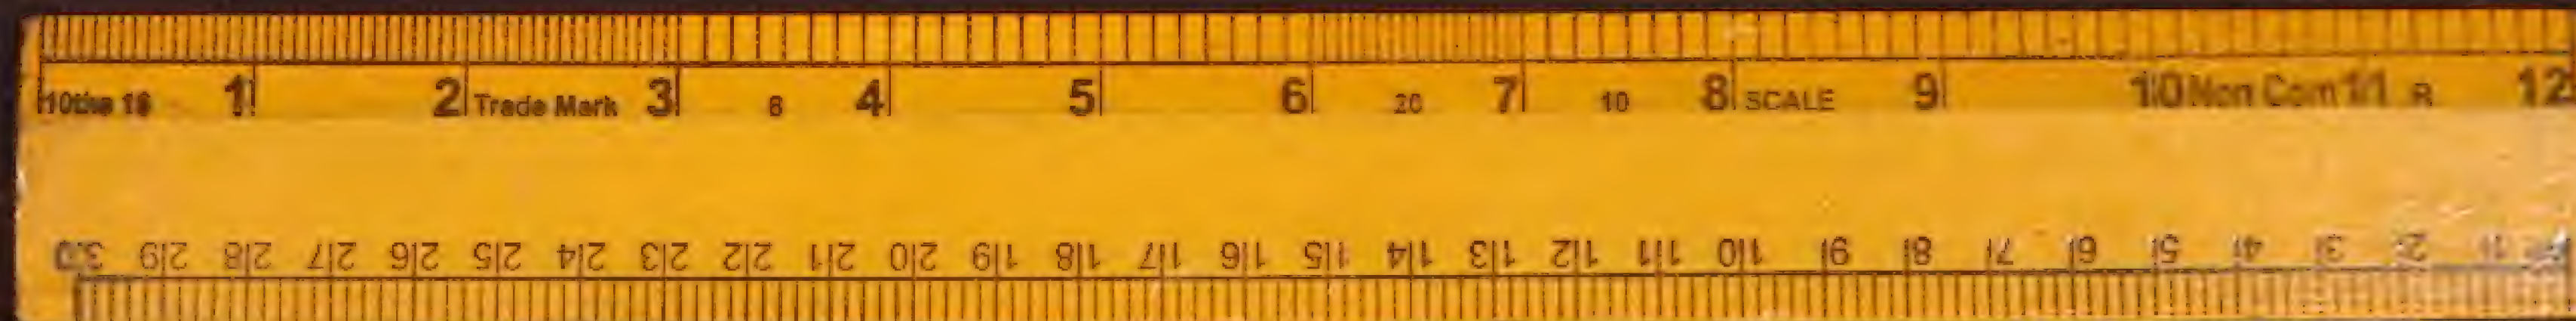 10ths 16 1 2 Trade Mark 3 8 4 5 6 20 7 10 8 SCALE 9 10 Non Com 11 R 12
30 29 28 27 26 25 24 23 22 21 20 19 18 17 16 15 14 13 12 11 10 9 8 7 6 5 4 3 2 1